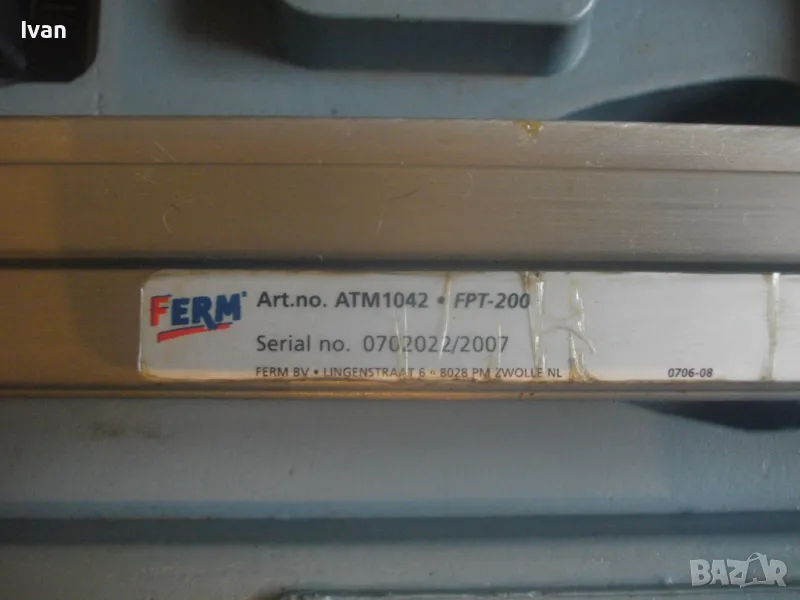 Ivan
FERM® Art.no. ATM1042 • FPT-200
Serial no. 0702022/2007
FERM BV • LINGENSTRAAT 6 • 8028 PM ZWOLLE NL 0706-08
BAZAR